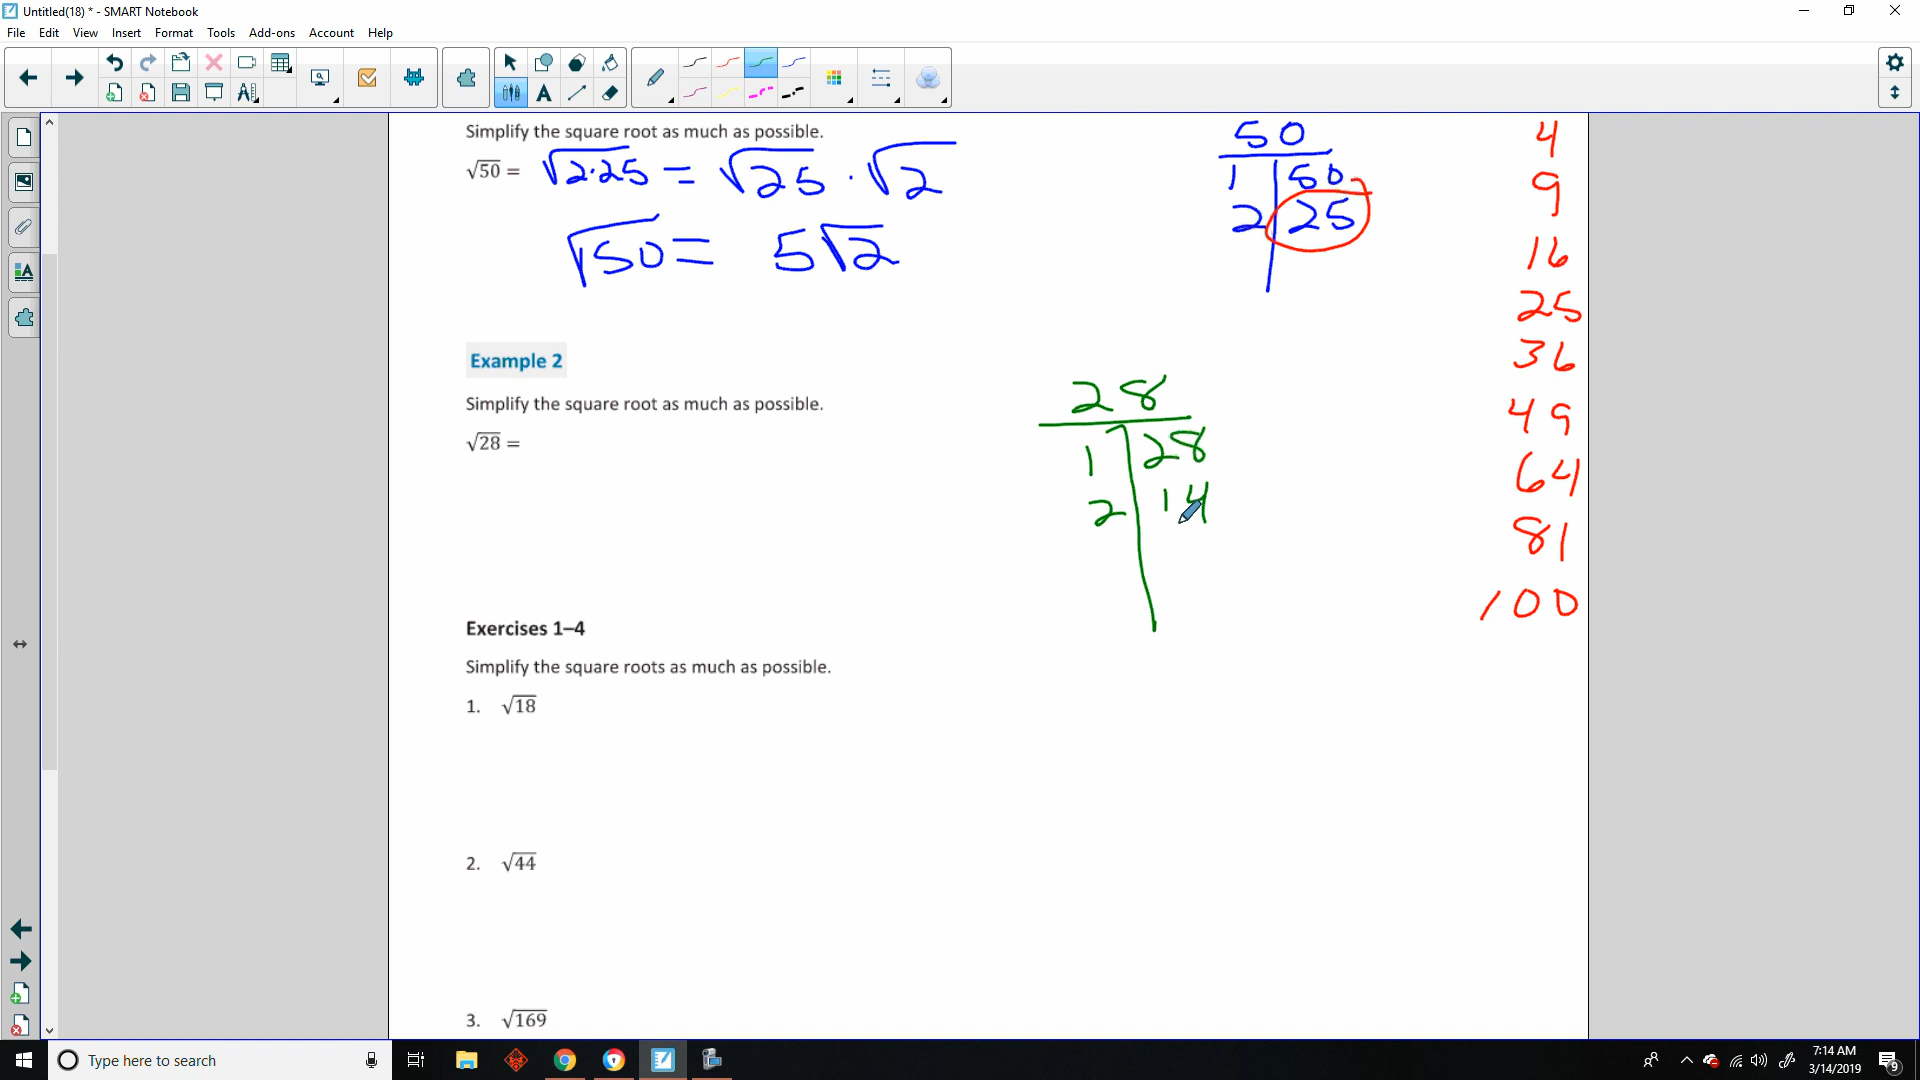 Untitled(18) * - SMART Notebook
File Edit View Insert Format Tools Add-ons Account Help
Simplify the square root as much as possible.
√50 = √2·25 = √25 · √2
√50 = 5√2
50
1 50
2 25
4
9
16
25
36
49
64
81
100
Example 2
Simplify the square root as much as possible.
√28 =
28
1 28
2 14
Exercises 1–4
Simplify the square roots as much as possible.
1. √18
2. √44
3. √169
Type here to search
7:14 AM
3/14/2019
9